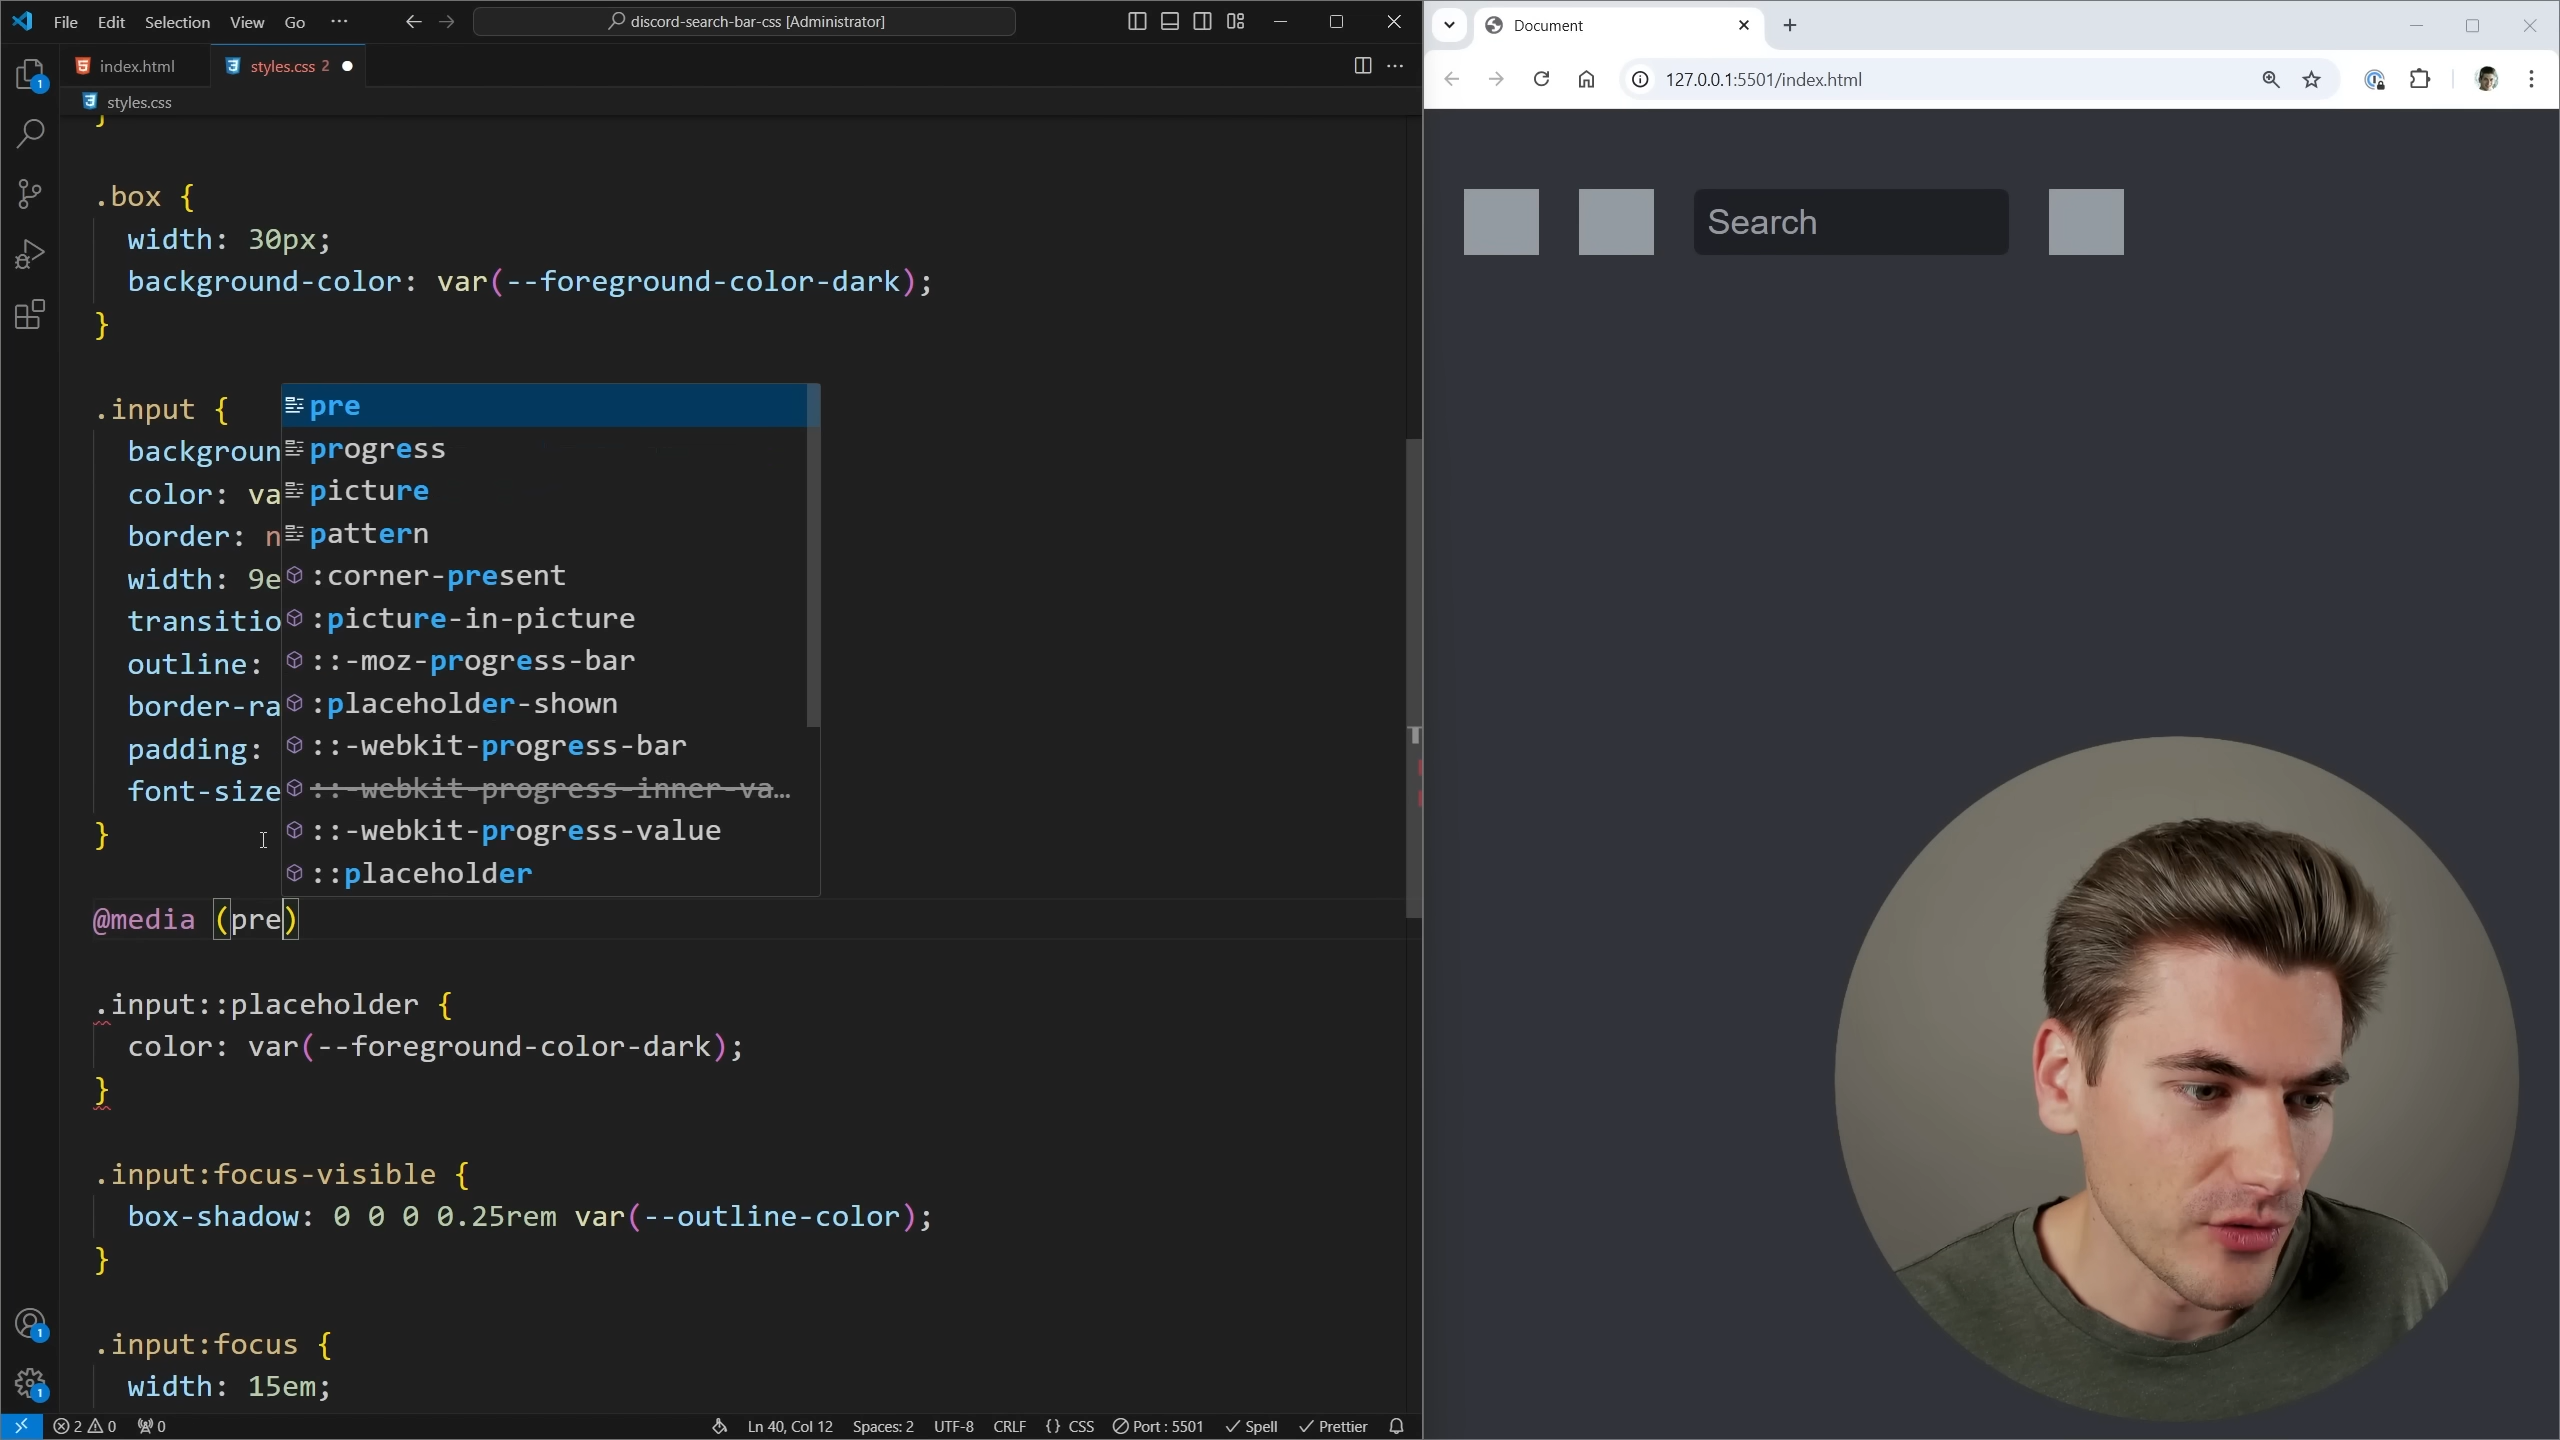 File Edit Selection View Go ···
discord-search-bar-css [Administrator]
index.html
styles.css 2
styles.css
}
.box {
width: 30px;
background-color: var(--foreground-color-dark);
}
.input {
backgroun
color: va
border: n
width: 9e
transitio
outline:
border-ra
padding:
font-size
}
pre
progress
picture
pattern
:corner-present
:picture-in-picture
::-moz-progress-bar
:placeholder-shown
::-webkit-progress-bar
::-webkit-progress-inner-va…
::-webkit-progress-value
::placeholder
@media (pre)
.input::placeholder {
color: var(--foreground-color-dark);
}
.input:focus-visible {
box-shadow: 0 0 0 0.25rem var(--outline-color);
}
.input:focus {
width: 15em;
1
1
1
2 0 0
Ln 40, Col 12 Spaces: 2 UTF-8 CRLF {} CSS Port : 5501 Spell Prettier
Document
127.0.0.1:5501/index.html
Search